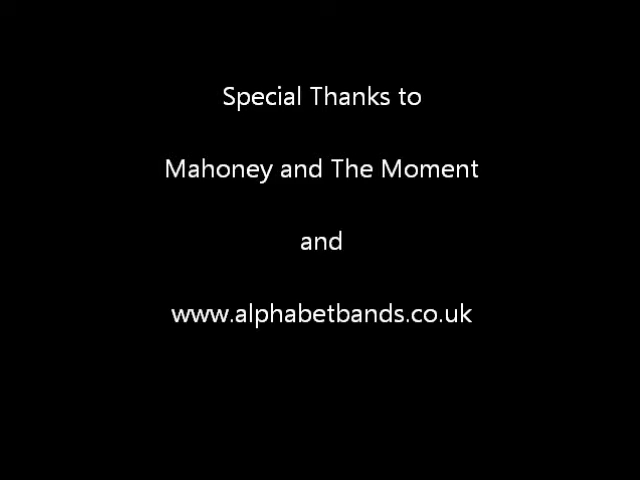 Special Thanks to
Mahoney and The Moment
and
www.alphabetbands.co.uk